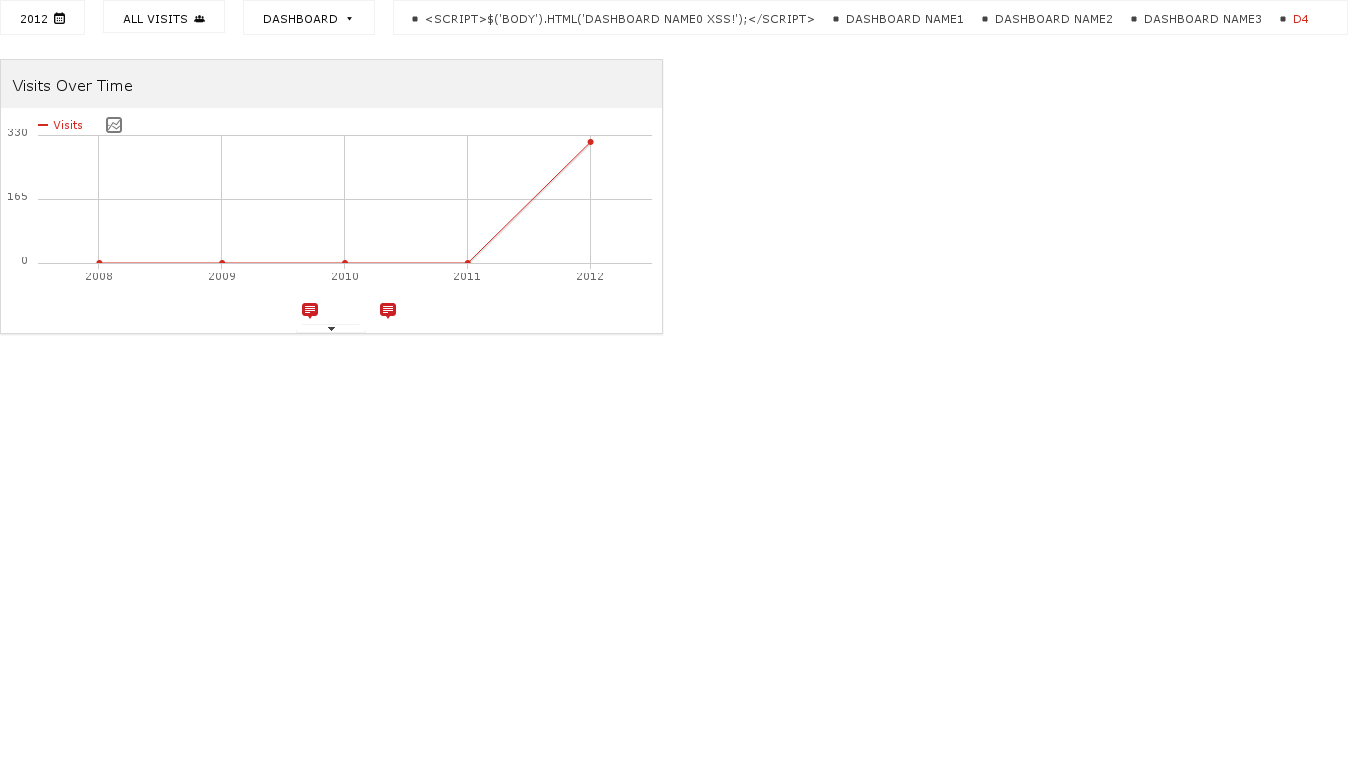 2012
ALL VISITS
DASHBOARD
<SCRIPT>$('BODY').HTML('DASHBOARD NAME0 XSS!');</SCRIPT>
DASHBOARD NAME1
DASHBOARD NAME2
DASHBOARD NAME3
D4
Visits Over Time
Visits
330
165
0
2008 2009 2010 2011 2012